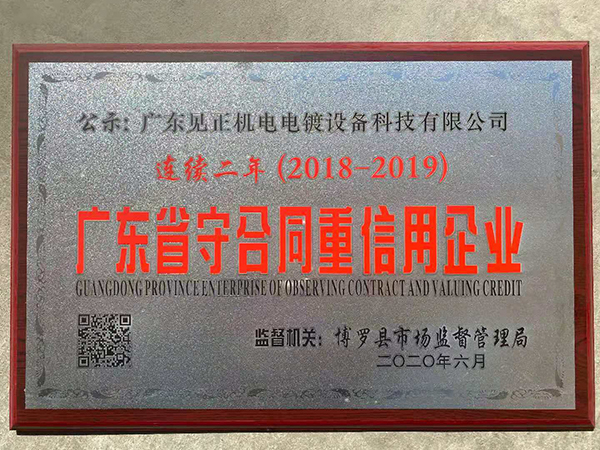 公示: 广东见正机电电镀设备科技有限公司
连续二年(2018-2019)
广东省守合同重信用企业
GUANGDONG PROVINCE ENTERPRISE OF OBSERVING CONTRACT AND VALUING CREDIT
监督机关: 博罗县市场监督管理局
二〇二〇年六月